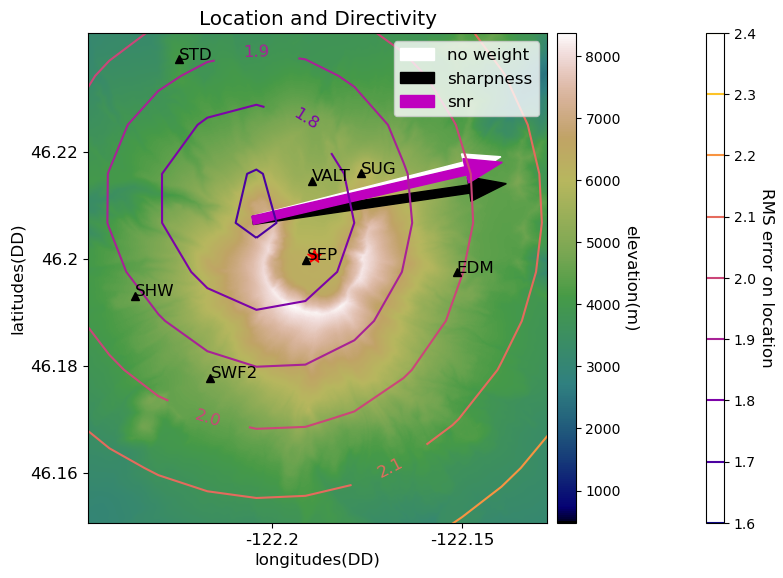 Location and Directivity
no weight
sharpness
snr
STD
1.9
1.8
VALT
SUG
SEP
EDM
SHW
SWF2
2.0
2.1
46.22
46.2
46.18
46.16
latitudes(DD)
-122.2
-122.15
longitudes(DD)
8000
7000
6000
5000
4000
3000
2000
1000
elevation(m)
2.4
2.3
2.2
2.1
2.0
1.9
1.8
1.7
1.6
RMS error on location